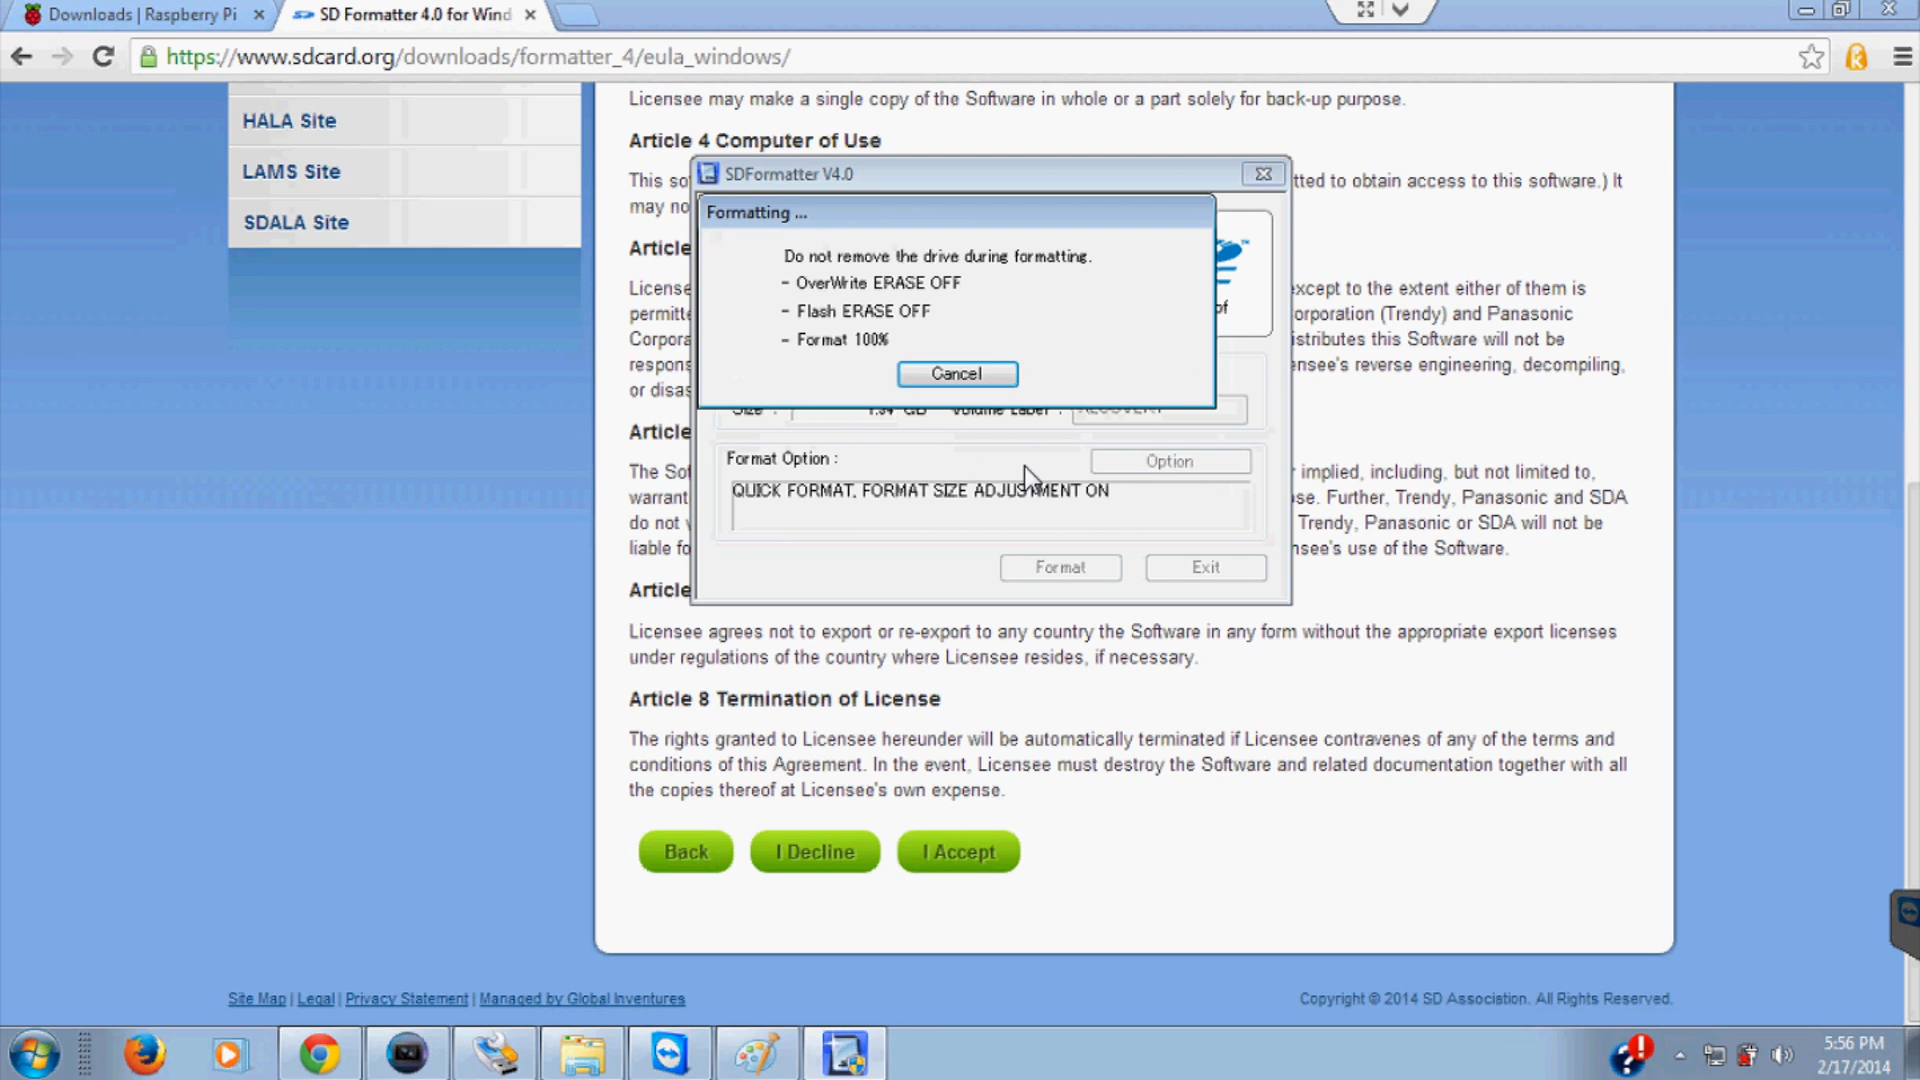 Downloads | Raspberry Pi
SD Formatter 4.0 for Wind
https://www.sdcard.org/downloads/formatter_4/eula_windows/
HALA Site
LAMS Site
SDALA Site
Licensee may make a single copy of the Software in whole or a part solely for back-up purpose.
Article 4 Computer of Use
This so
tted to obtain access to this software.) It
may no
Article
License
except to the extent either of them is
permitte
orporation (Trendy) and Panasonic
Corpora
istributes this Software will not be
respons
ensee's reverse engineering, decompiling,
or disas
Article
The Sof
r implied, including, but not limited to,
warrant
se. Further, Trendy, Panasonic and SDA
do not
Trendy, Panasonic or SDA will not be
liable fo
nsee's use of the Software.
Article
SDFormatter V4.0
Formatting ...
Do not remove the drive during formatting.
- OverWrite ERASE OFF
- Flash ERASE OFF
- Format 100%
Cancel
of
Size :
GB
Volume Label :
Format Option :
Option
QUICK FORMAT, FORMAT SIZE ADJUSTMENT ON
Format
Exit
Licensee agrees not to export or re-export to any country the Software in any form without the appropriate export licenses
under regulations of the country where Licensee resides, if necessary.
Article 8 Termination of License
The rights granted to Licensee hereunder will be automatically terminated if Licensee contravenes of any of the terms and
conditions of this Agreement. In the event, Licensee must destroy the Software and related documentation together with all
the copies thereof at Licensee's own expense.
Back
I Decline
I Accept
Site Map | Legal | Privacy Statement | Managed by Global Inventures
Copyright © 2014 SD Association. All Rights Reserved.
5:56 PM
2/17/2014